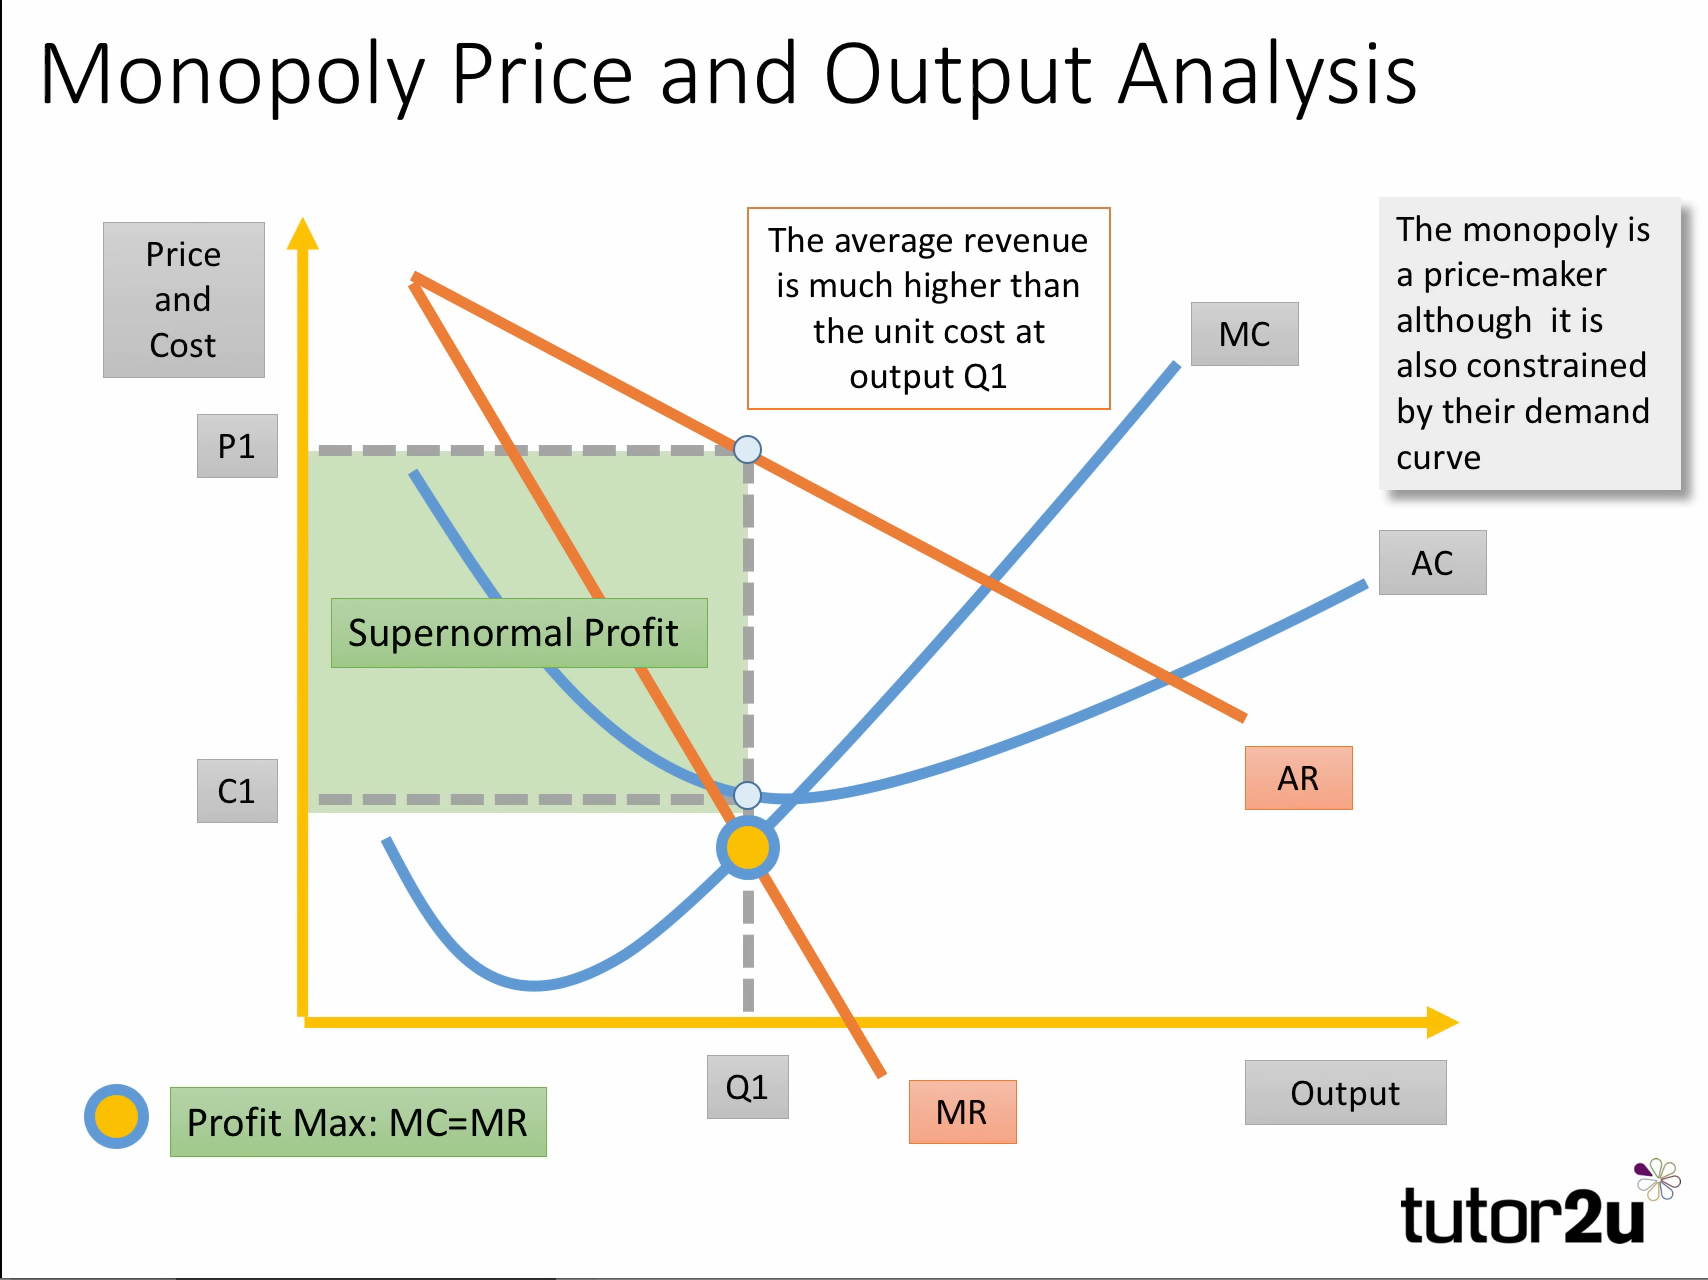 Monopoly Price and Output Analysis
Price
and
Cost
The average revenue
is much higher than
the unit cost at
output Q1
The monopoly is
a price-maker
although  it is
also constrained
by their demand
curve
MC
P1
AC
Supernormal Profit
C1
AR
Q1
Output
MR
Profit Max: MC=MR
tutor2u